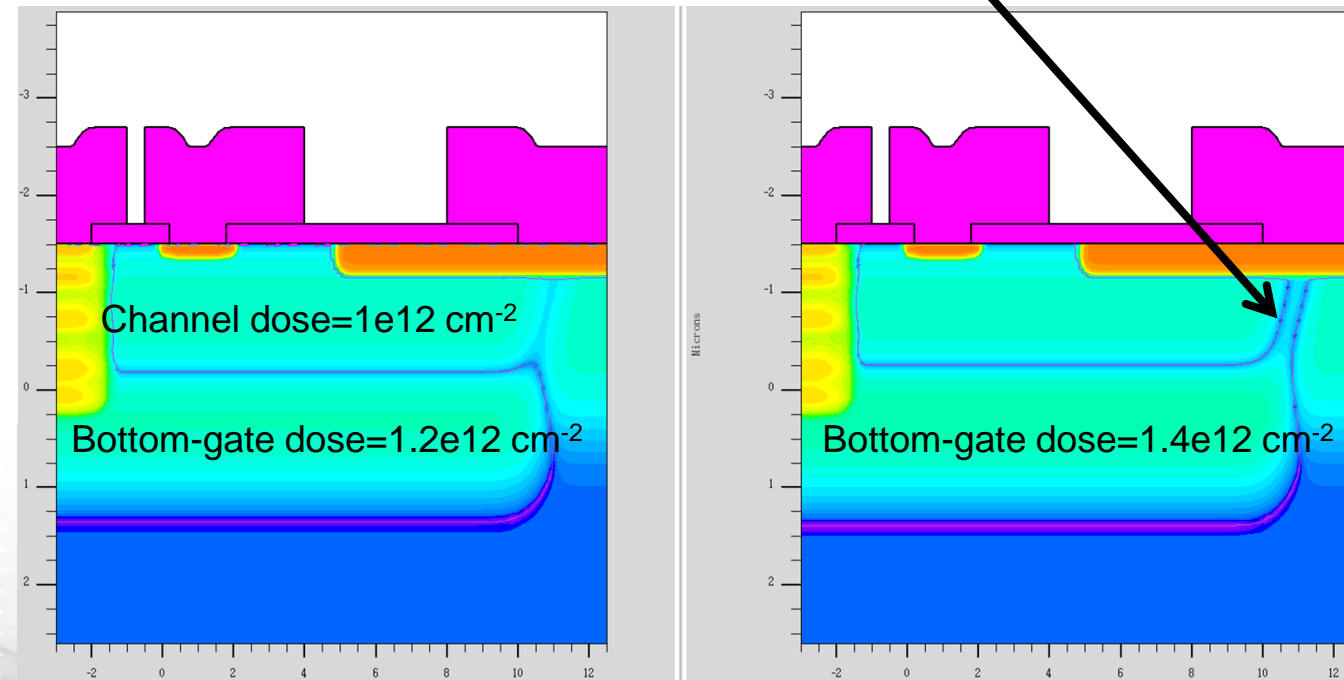 -3
-2
-1
0
1
2
Channel dose=1e12 cm-2
Bottom-gate dose=1.2e12 cm-2
-2 0 2 4 6 8 10 12
Microns
-3
-2
-1
0
1
2
Bottom-gate dose=1.4e12 cm-2
-2 0 2 4 6 8 10 12